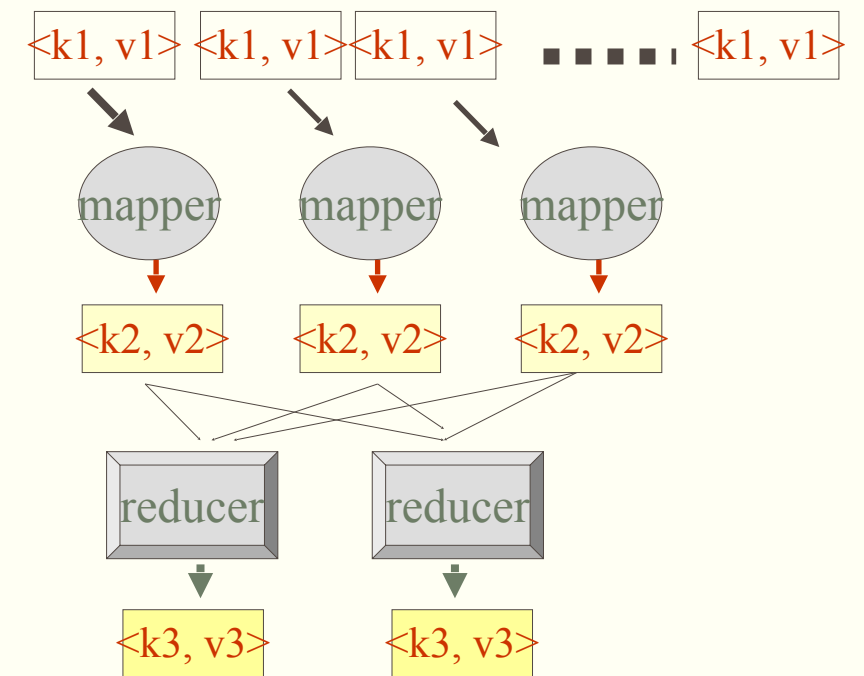 <k1, v1> <k1, v1> <k1, v1> <k1, v1>
mapper mapper mapper
<k2, v2> <k2, v2> <k2, v2>
reducer reducer
<k3, v3> <k3, v3>